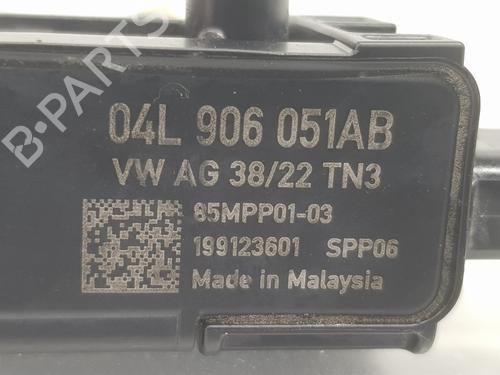 B-PARTS
04L 906 051AB
VW AG 38/22 TN3
85MPP01-03
199123601 SPP06
Made in Malaysia